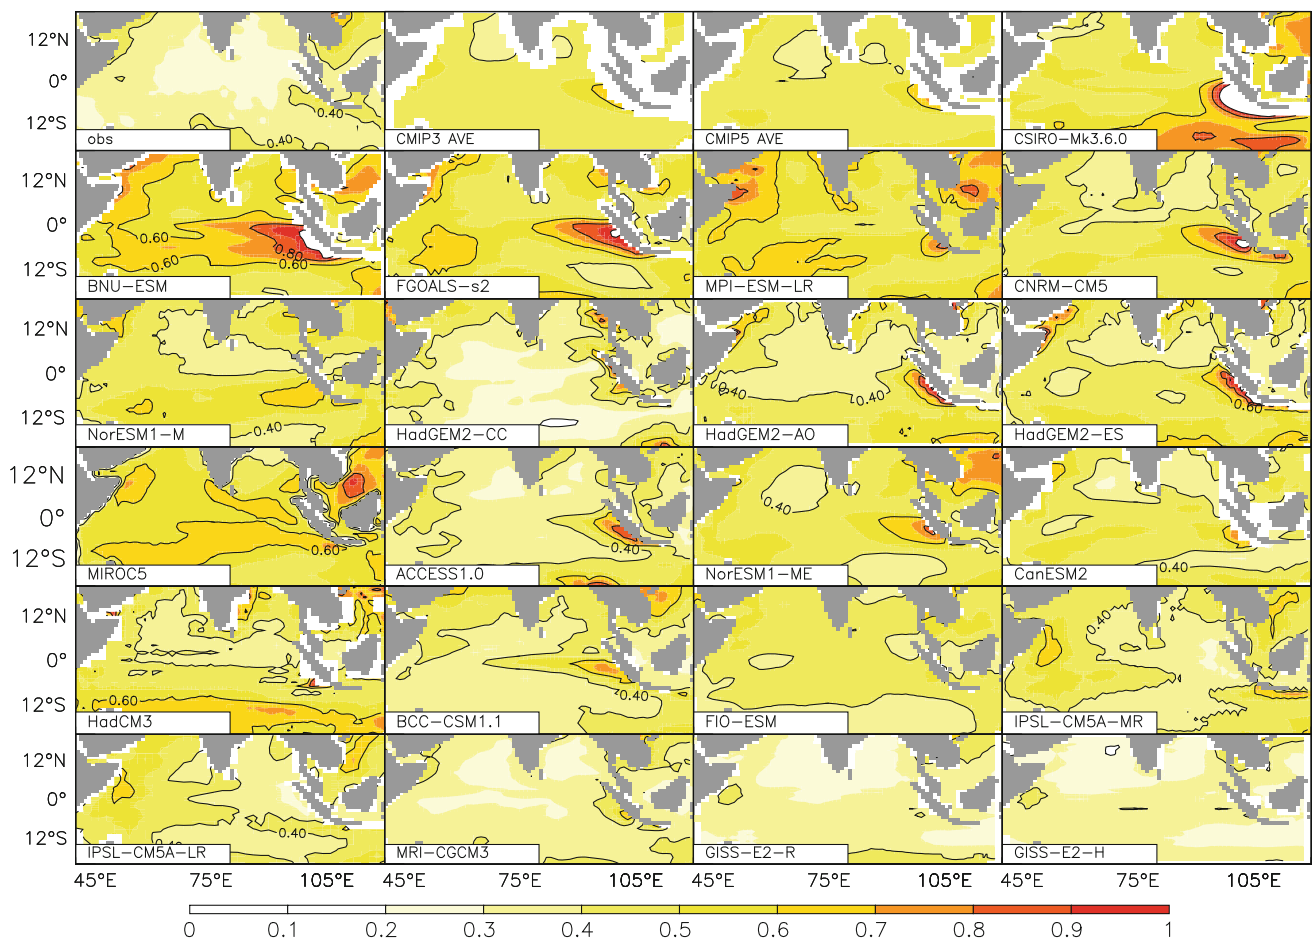 12°N
0°
12°S
obs
0.40
0.40
CMIP3 AVE
CMIP5 AVE
CSIRO-Mk3.6.0
12°N
0°
12°S
0.60
0.60
0.80
0.60
BNU-ESM
FGOALS-s2
MPI-ESM-LR
CNRM-CM5
12°N
0°
12°S
0.40
NorESM1-M
HadGEM2-CC
0.40
0.40
HadGEM2-AO
0.60
HadGEM2-ES
12°N
0°
12°S
0.60
MIROC5
0.40
ACCESS1.0
0.40
NorESM1-ME
0.40
CanESM2
12°N
0°
12°S
0.60
HadCM3
0.40
BCC-CSM1.1
FIO-ESM
0.40
IPSL-CM5A-MR
12°N
0°
12°S
0.40
0.40
IPSL-CM5A-LR
MRI-CGCM3
GISS-E2-R
GISS-E2-H
45°E 75°E 105°E 45°E 75°E 105°E 45°E 75°E 105°E 45°E 75°E 105°E
0 0.1 0.2 0.3 0.4 0.5 0.6 0.7 0.8 0.9 1